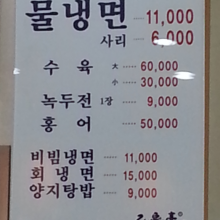 물냉면 ····· 11,000
사리 ····· 6,000
수 육 大 ····· 60,000
小 ····· 30,000
녹두전 1장 ····· 9,000
홍 어 ····· 50,000
비빔냉면 ····· 11,000
회 냉 면 ····· 15,000
양지탕밥 ····· 9,000